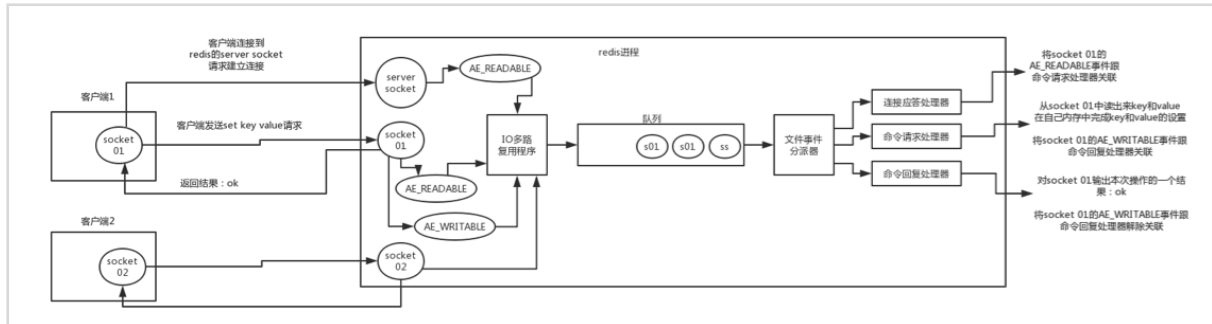 客户端连接到
redis的server socket
请求建立连接
客户端1
socket
01
客户端发送set key value请求
返回结果：ok
客户端2
socket
02
redis进程
server
socket
AE_READABLE
socket
01
AE_READABLE
AE_WRITABLE
socket
02
IO多路
复用程序
队列
s01
s01
ss
文件事件
分派器
连接应答处理器
命令请求处理器
命令回复处理器
将socket 01的
AE_READABLE事件跟
命令请求处理器关联
从socket 01中读出来key和value
在自己内存中完成key和value的设置
将socket 01的AE_WRITABLE事件跟
命令回复处理器关联
对socket 01输出本次操作的一个结
果：ok
将socket 01的AE_WRITABLE事件跟
命令回复处理器解除关联